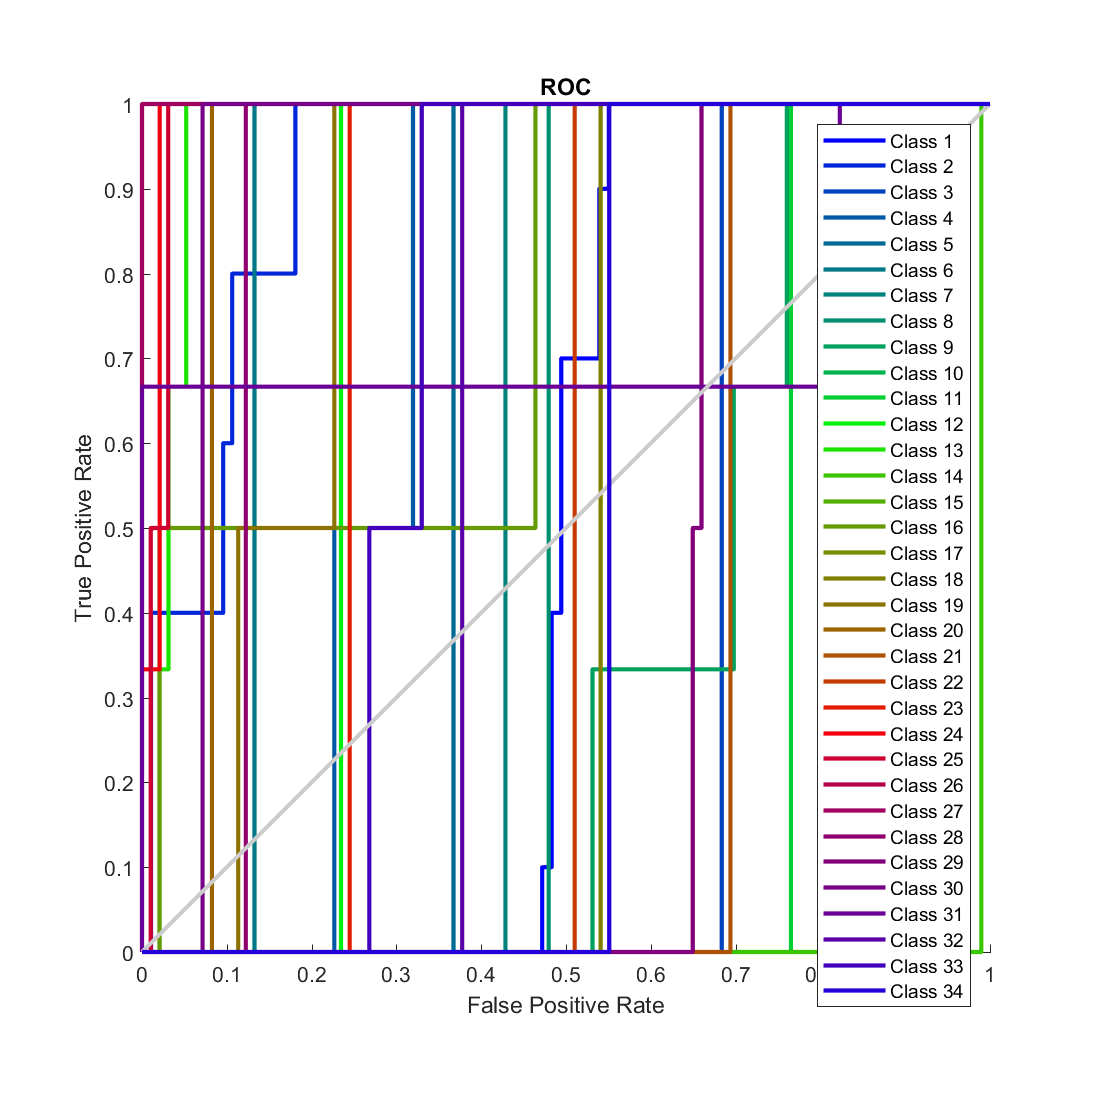 ROC
True Positive Rate
1
0.9
0.8
0.7
0.6
0.5
0.4
0.3
0.2
0.1
0
0 0.1 0.2 0.3 0.4 0.5 0.6 0.7 1
False Positive Rate
Class 1
Class 2
Class 3
Class 4
Class 5
Class 6
Class 7
Class 8
Class 9
Class 10
Class 11
Class 12
Class 13
Class 14
Class 15
Class 16
Class 17
Class 18
Class 19
Class 20
Class 21
Class 22
Class 23
Class 24
Class 25
Class 26
Class 27
Class 28
Class 29
Class 30
Class 31
Class 32
Class 33
Class 34